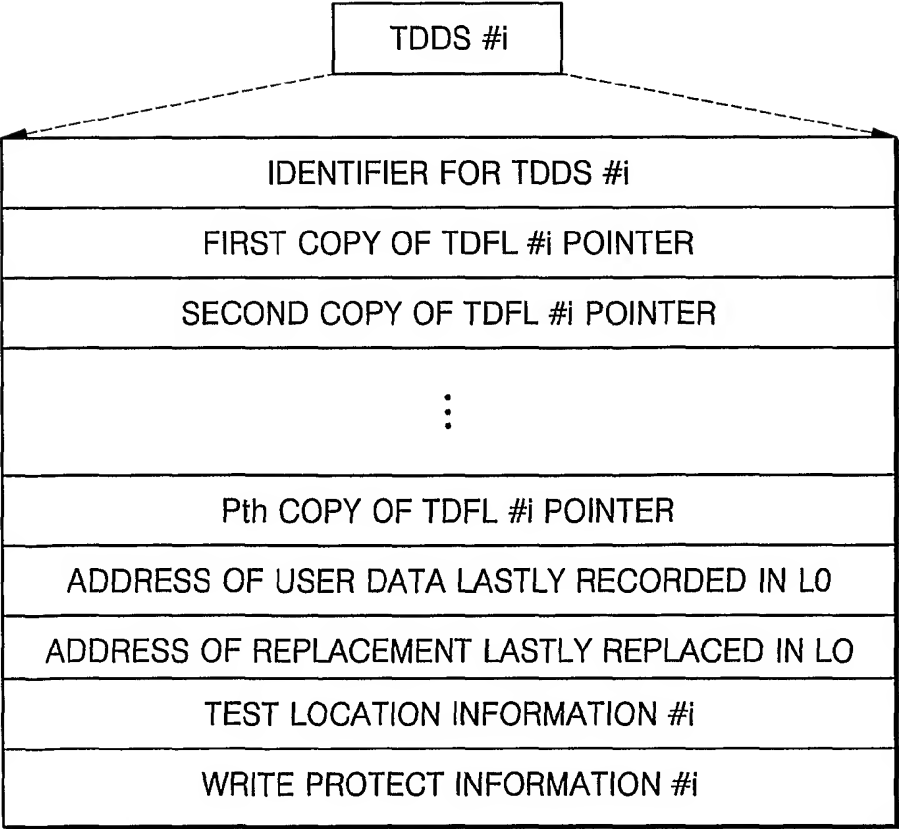 TDDS #i
IDENTIFIER FOR TDDS #i
FIRST COPY OF TDFL #i POINTER
SECOND COPY OF TDFL #i POINTER
⋮
Pth COPY OF TDFL #i POINTER
ADDRESS OF USER DATA LASTLY RECORDED IN L0
ADDRESS OF REPLACEMENT LASTLY REPLACED IN LO
TEST LOCATION INFORMATION #i
WRITE PROTECT INFORMATION #i